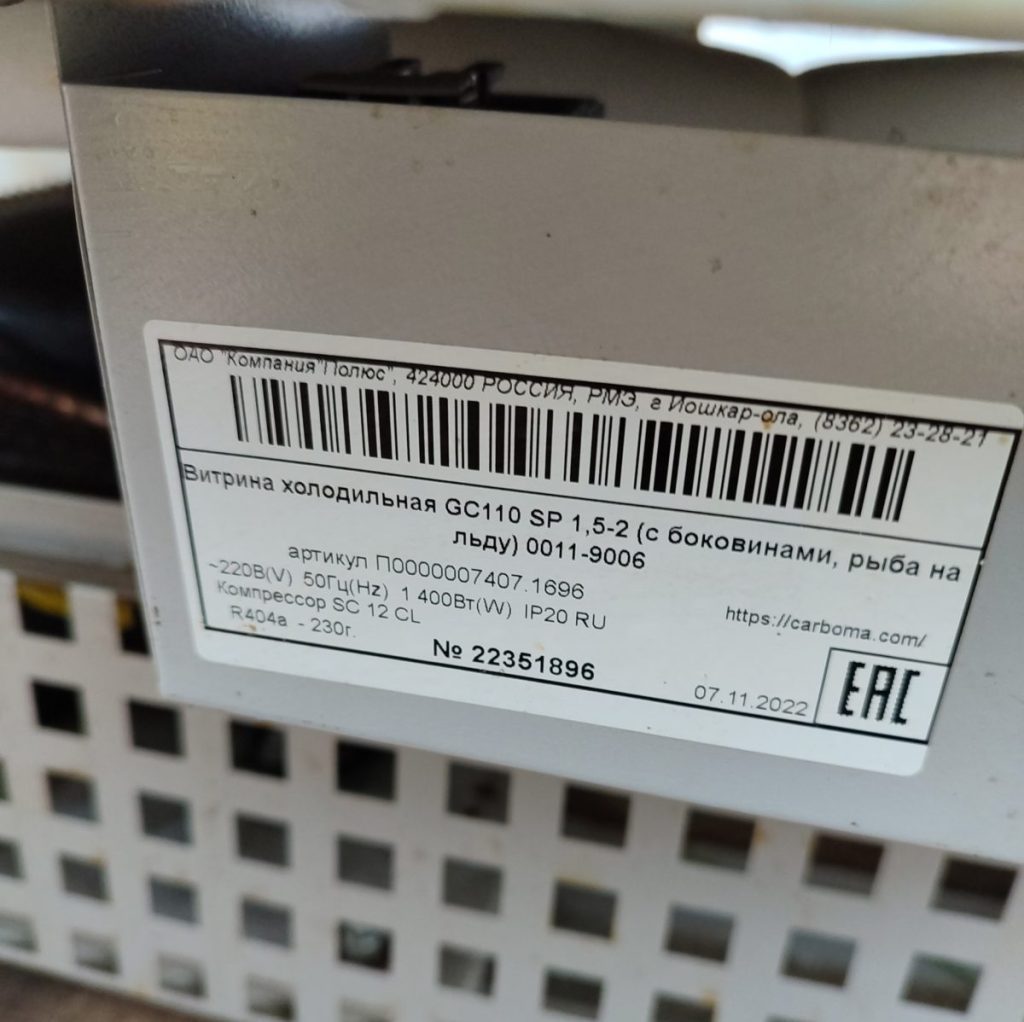 ОАО "Компания"Полюс", 424000 РОССИЯ, РМЭ, г Йошкар-ола, (8362) 23-28-21
Витрина холодильная GC110 SP 1,5-2 (с боковинами, рыба на
льду) 0011-9006
артикул П0000007407.1696
~220В(V) 50Гц(Hz) 1 400Вт(W) IP20 RU
Компрессор SC 12 CL
https://carboma.com/
R404a - 230г.
№ 22351896
07.11.2022
EAC